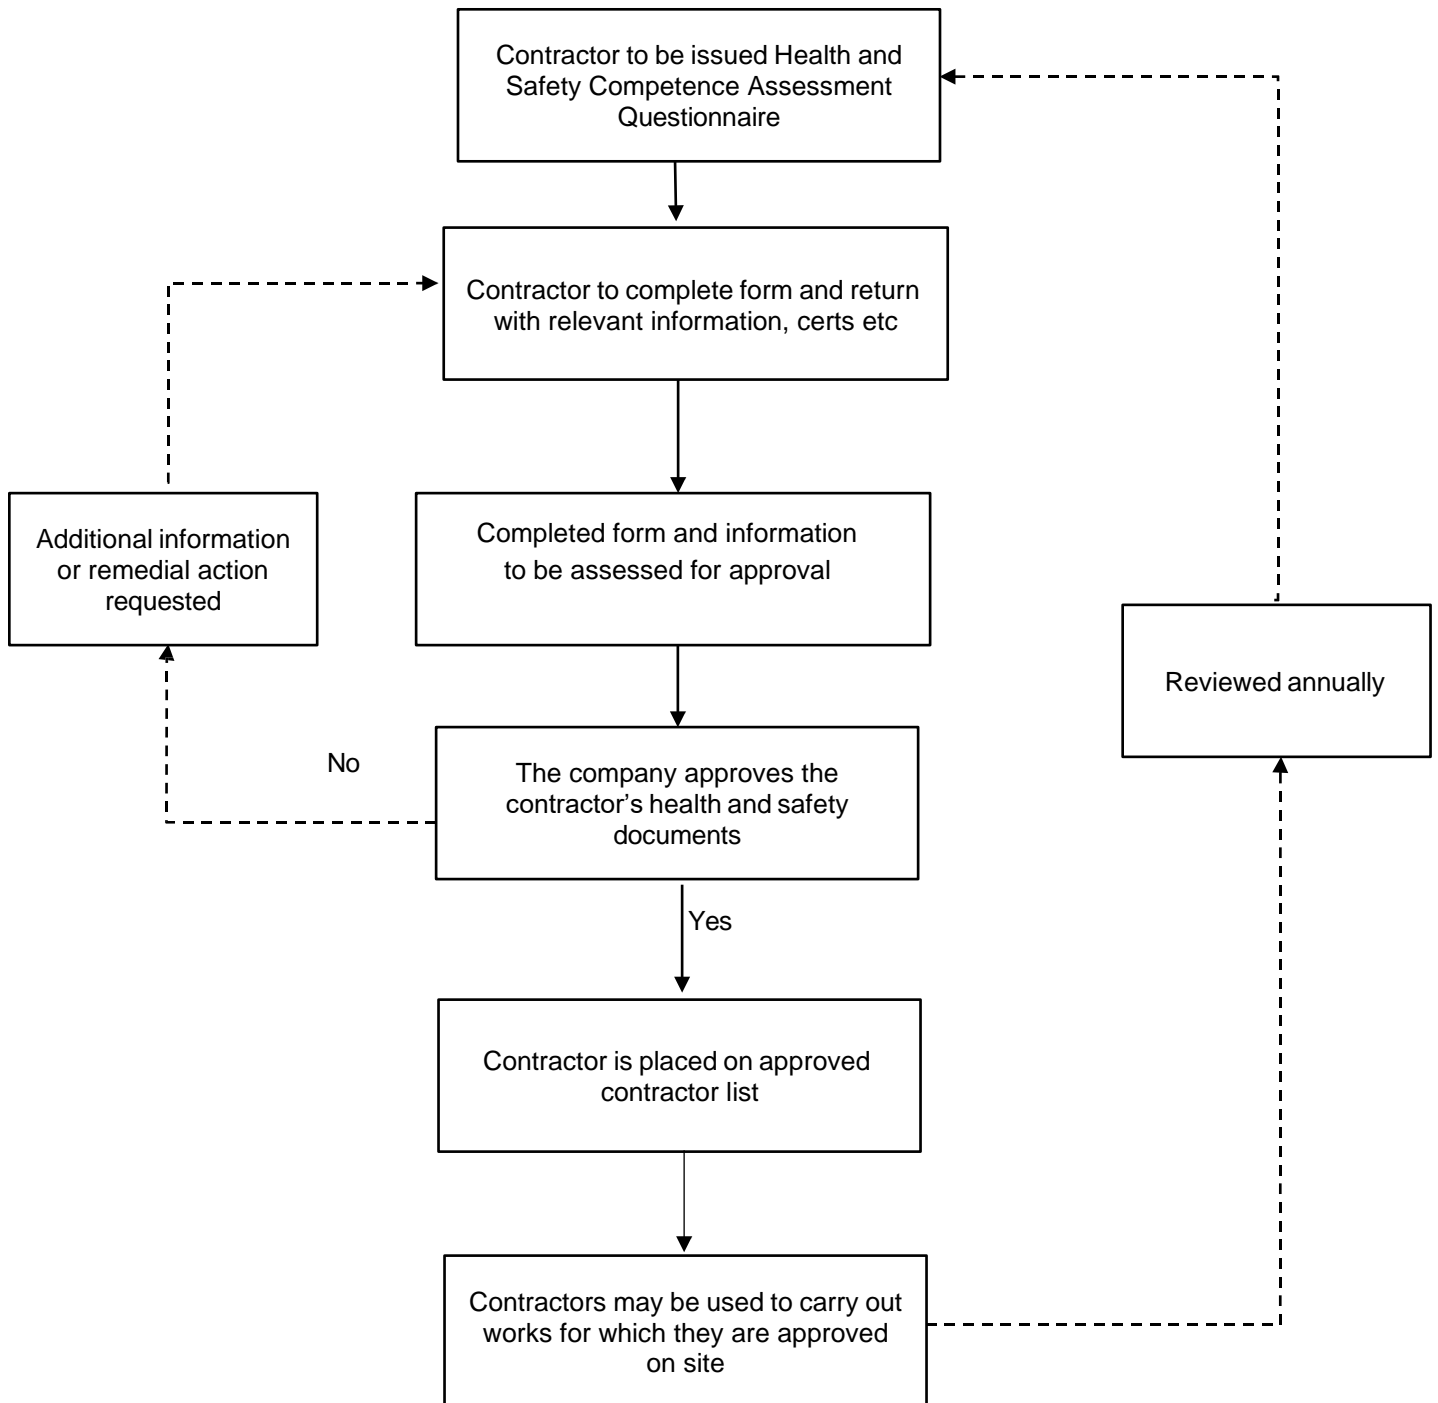 Contractor to be issued Health and
Safety Competence Assessment
Questionnaire
Contractor to complete form and return
with relevant information, certs etc
Additional information
or remedial action
requested
Completed form and information
to be assessed for approval
Reviewed annually
No
The company approves the
contractor’s health and safety
documents
Yes
Contractor is placed on approved
contractor list
Contractors may be used to carry out
works for which they are approved
on site